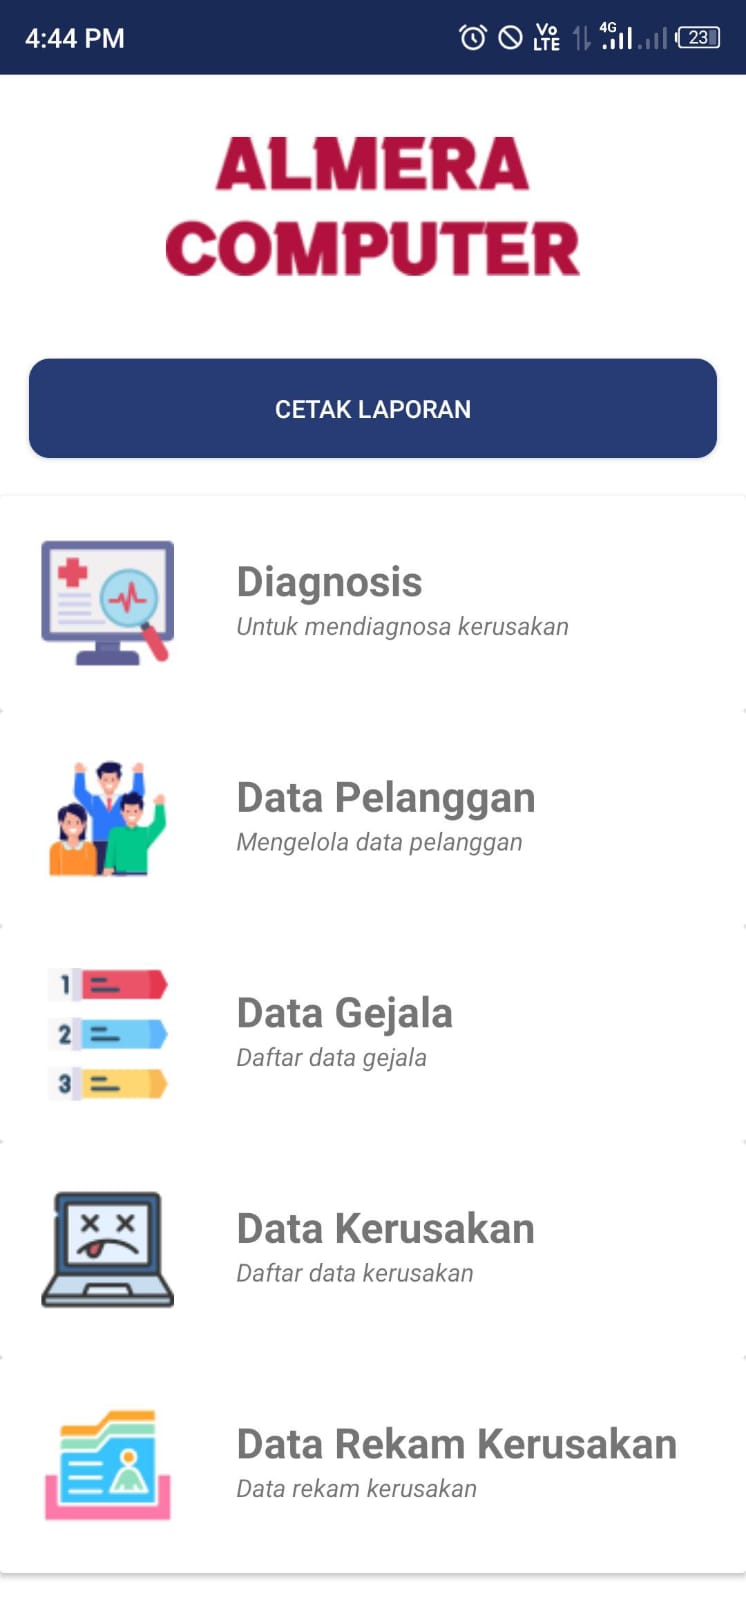 4:44 PM
Vo
LTE
4G
23
ALMERA
COMPUTER
CETAK LAPORAN
Diagnosis
Untuk mendiagnosa kerusakan
Data Pelanggan
Mengelola data pelanggan
1
2
3
Data Gejala
Daftar data gejala
Data Kerusakan
Daftar data kerusakan
Data Rekam Kerusakan
Data rekam kerusakan